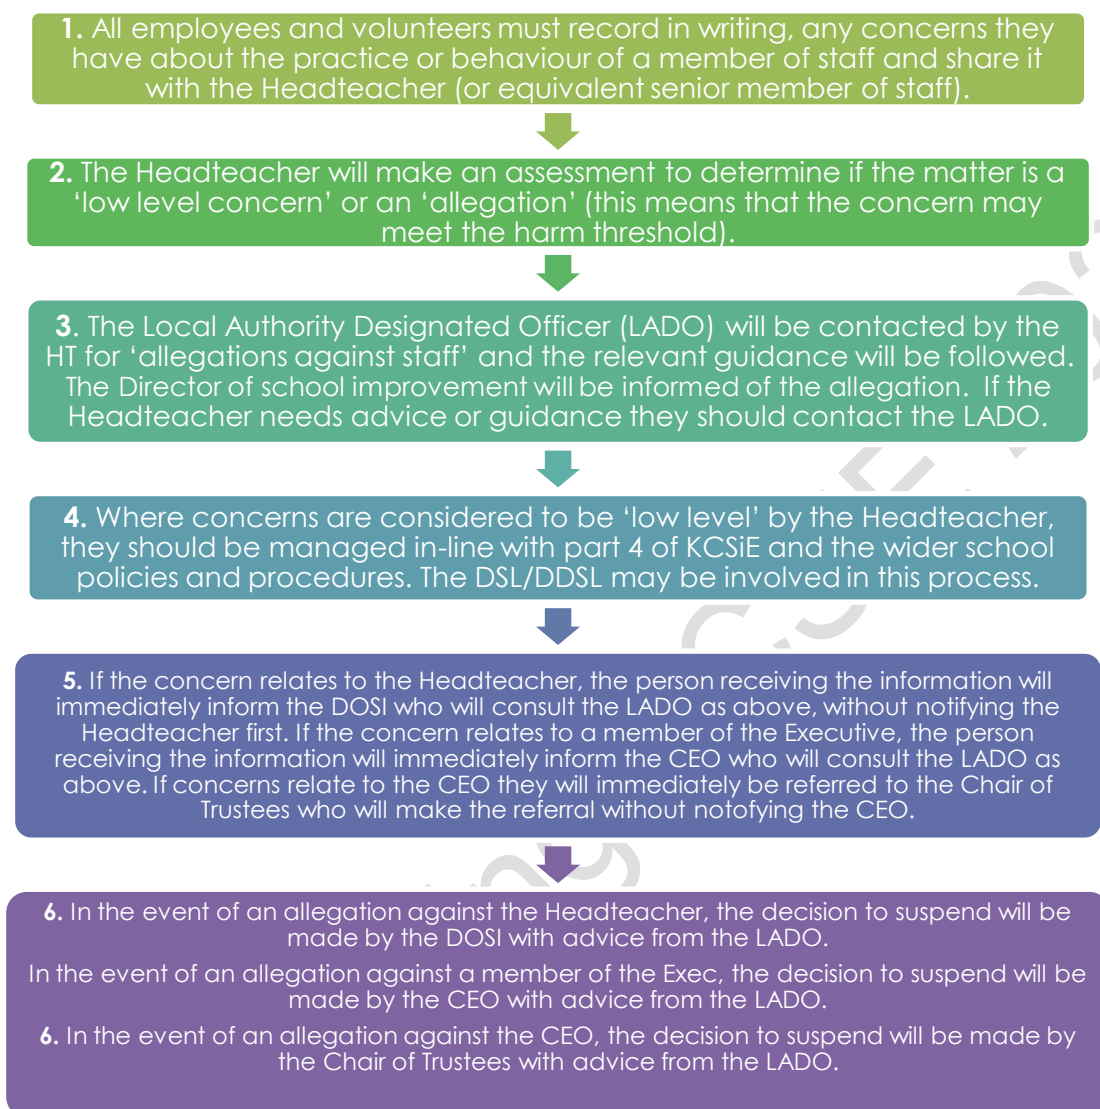 1. All employees and volunteers must record in writing, any concerns they
have about the practice or behaviour of a member of staff and share it
with the Headteacher (or equivalent senior member of staff).
2. The Headteacher will make an assessment to determine if the matter is a
‘low level concern’ or an ‘allegation’ (this means that the concern may
meet the harm threshold).
3. The Local Authority Designated Officer (LADO) will be contacted by the
HT for ‘allegations against staff’ and the relevant guidance will be followed.
The Director of school improvement will be informed of the allegation. If the
Headteacher needs advice or guidance they should contact the LADO.
4. Where concerns are considered to be ‘low level’ by the Headteacher,
they should be managed in-line with part 4 of KCSiE and the wider school
policies and procedures. The DSL/DDSL may be involved in this process.
5. If the concern relates to the Headteacher, the person receiving the information will
immediately inform the DOSI who will consult the LADO as above, without notifying the
Headteacher first. If the concern relates to a member of the Executive, the person
receiving the information will immediately inform the CEO who will consult the LADO as
above. If concerns relate to the CEO they will immediately be referred to the Chair of
Trustees who will make the referral without notofying the CEO.
6. In the event of an allegation against the Headteacher, the decision to suspend will be
made by the DOSI with advice from the LADO.
In the event of an allegation against a member of the Exec, the decision to suspend will be
made by the CEO with advice from the LADO.
6. In the event of an allegation against the CEO, the decision to suspend will be made by
the Chair of Trustees with advice from the LADO.